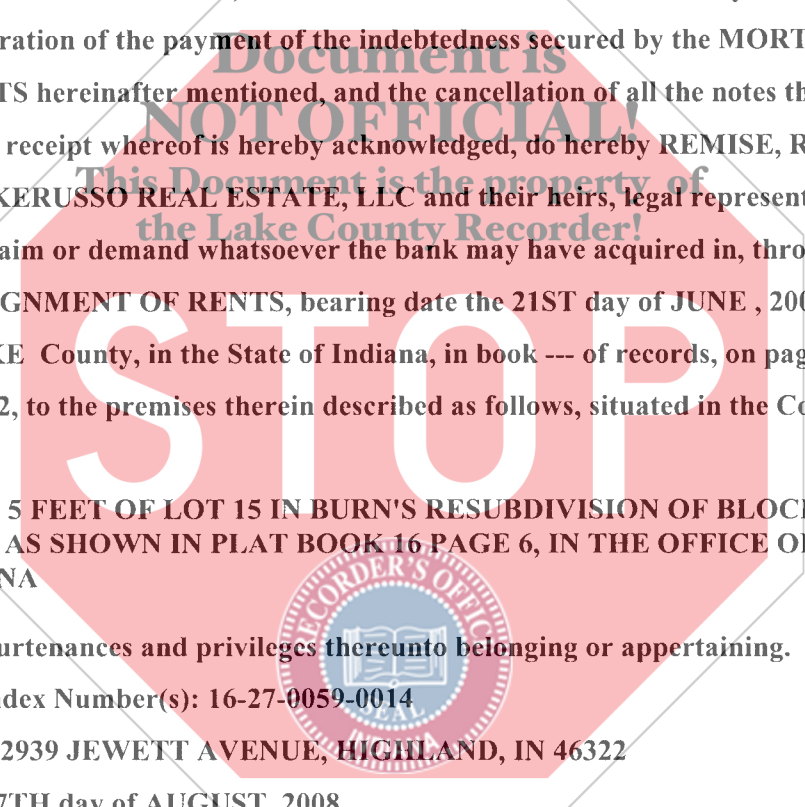 ration of the payment of the indebtedness secured by the MORT
Document is
TS hereinafter mentioned, and the cancellation of all the notes th
NOT OFFICIAL!
receipt whereof is hereby acknowledged, do hereby REMISE, R
This Document is the property of
KERUSSO REAL ESTATE, LLC and their heirs, legal represent
the Lake County Recorder!
aim or demand whatsoever the bank may have acquired in, thro
GNMENT OF RENTS, bearing date the 21ST day of JUNE , 200
KE County, in the State of Indiana, in book --- of records, on pag
2, to the premises therein described as follows, situated in the Co
STOP
5 FEET OF LOT 15 IN BURN'S RESUBDIVISION OF BLOC
AS SHOWN IN PLAT BOOK 16 PAGE 6, IN THE OFFICE O
NA
RECORDER'S OFFICE
urtenances and privileges thereunto belonging or appertaining.
ndex Number(s): 16-27-0059-0014
SEAL
INDIANA
2939 JEWETT AVENUE, HIGHLAND, IN 46322
7TH day of AUGUST, 2008